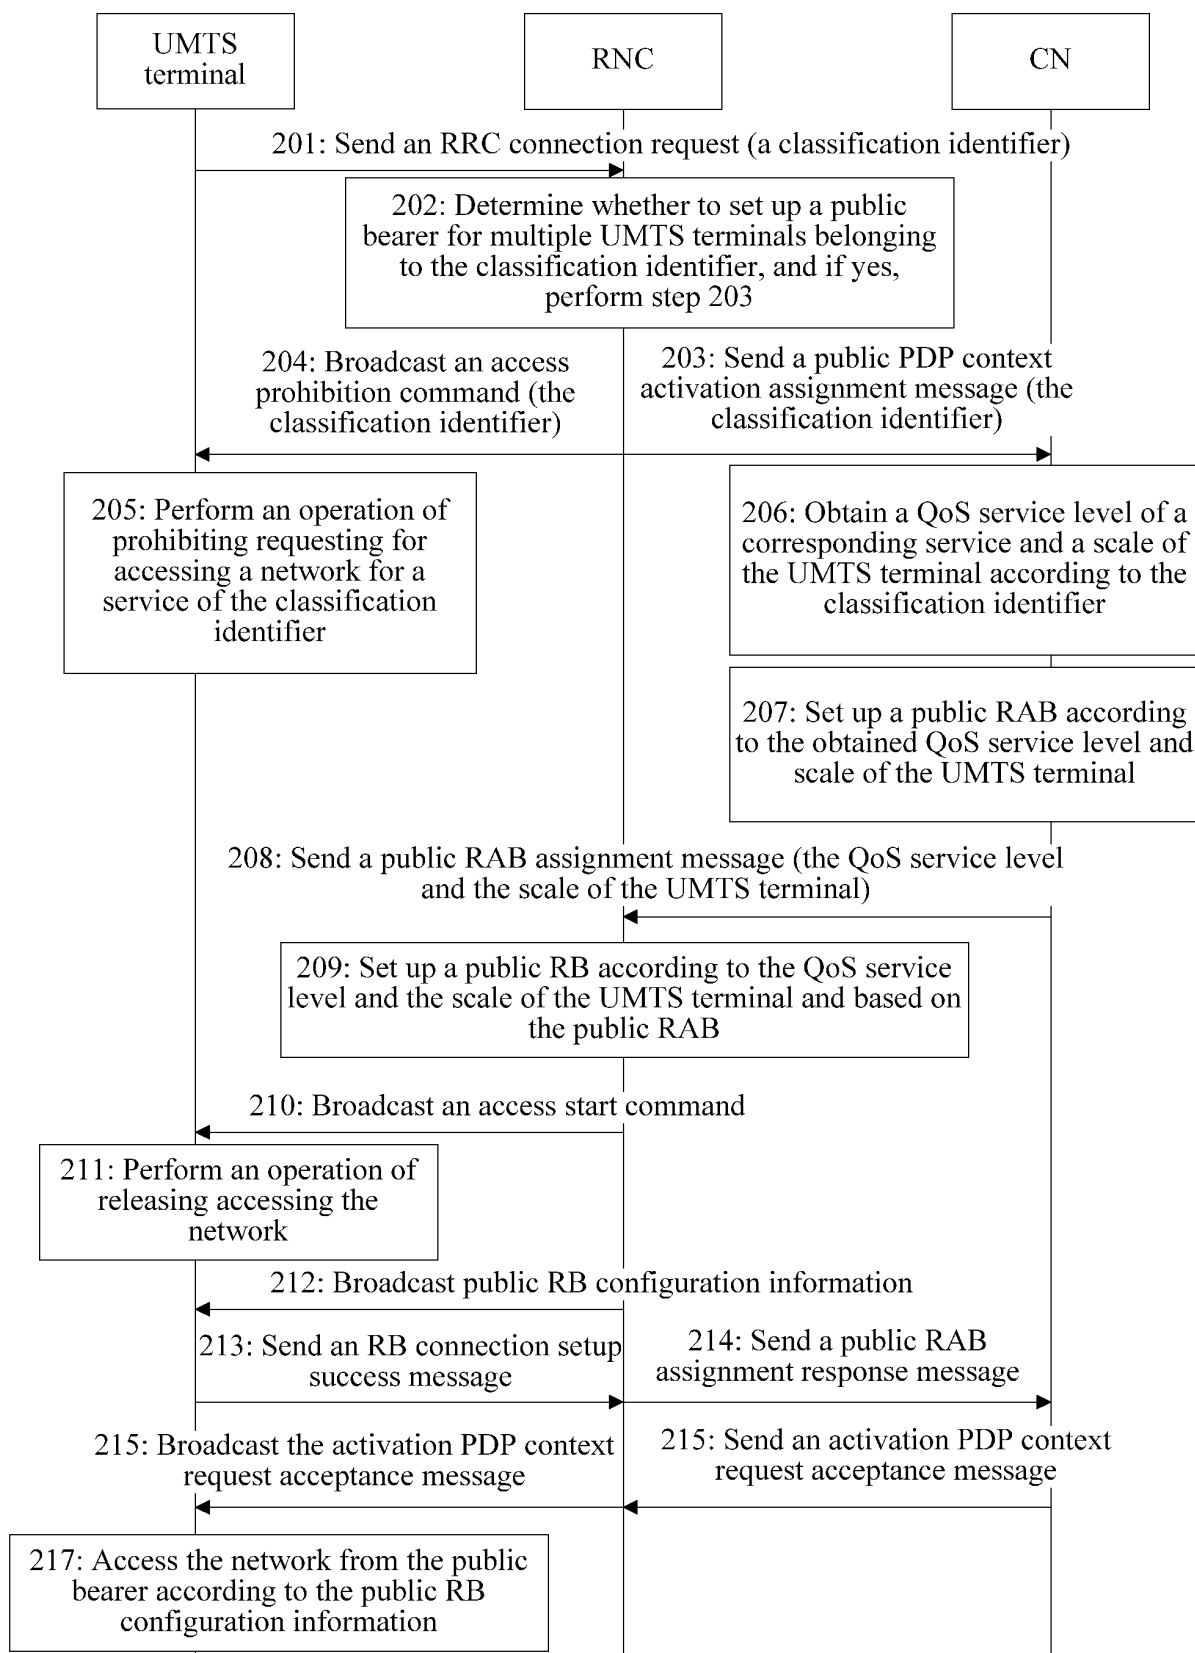 UMTS
terminal
RNC
CN
201: Send an RRC connection request (a classification identifier)
202: Determine whether to set up a public
bearer for multiple UMTS terminals belonging
to the classification identifier, and if yes,
perform step 203
204: Broadcast an access
prohibition command (the
classification identifier)
203: Send a public PDP context
activation assignment message (the
classification identifier)
205: Perform an operation of
prohibiting requesting for
accessing a network for a
service of the classification
identifier
206: Obtain a QoS service level of a
corresponding service and a scale of
the UMTS terminal according to the
classification identifier
207: Set up a public RAB according
to the obtained QoS service level and
scale of the UMTS terminal
208: Send a public RAB assignment message (the QoS service level
and the scale of the UMTS terminal)
209: Set up a public RB according to the QoS service
level and the scale of the UMTS terminal and based on
the public RAB
210: Broadcast an access start command
211: Perform an operation of
releasing accessing the
network
212: Broadcast public RB configuration information
213: Send an RB connection setup
success message
214: Send a public RAB
assignment response message
215: Broadcast the activation PDP context
request acceptance message
215: Send an activation PDP context
request acceptance message
217: Access the network from the public
bearer according to the public RB
configuration information